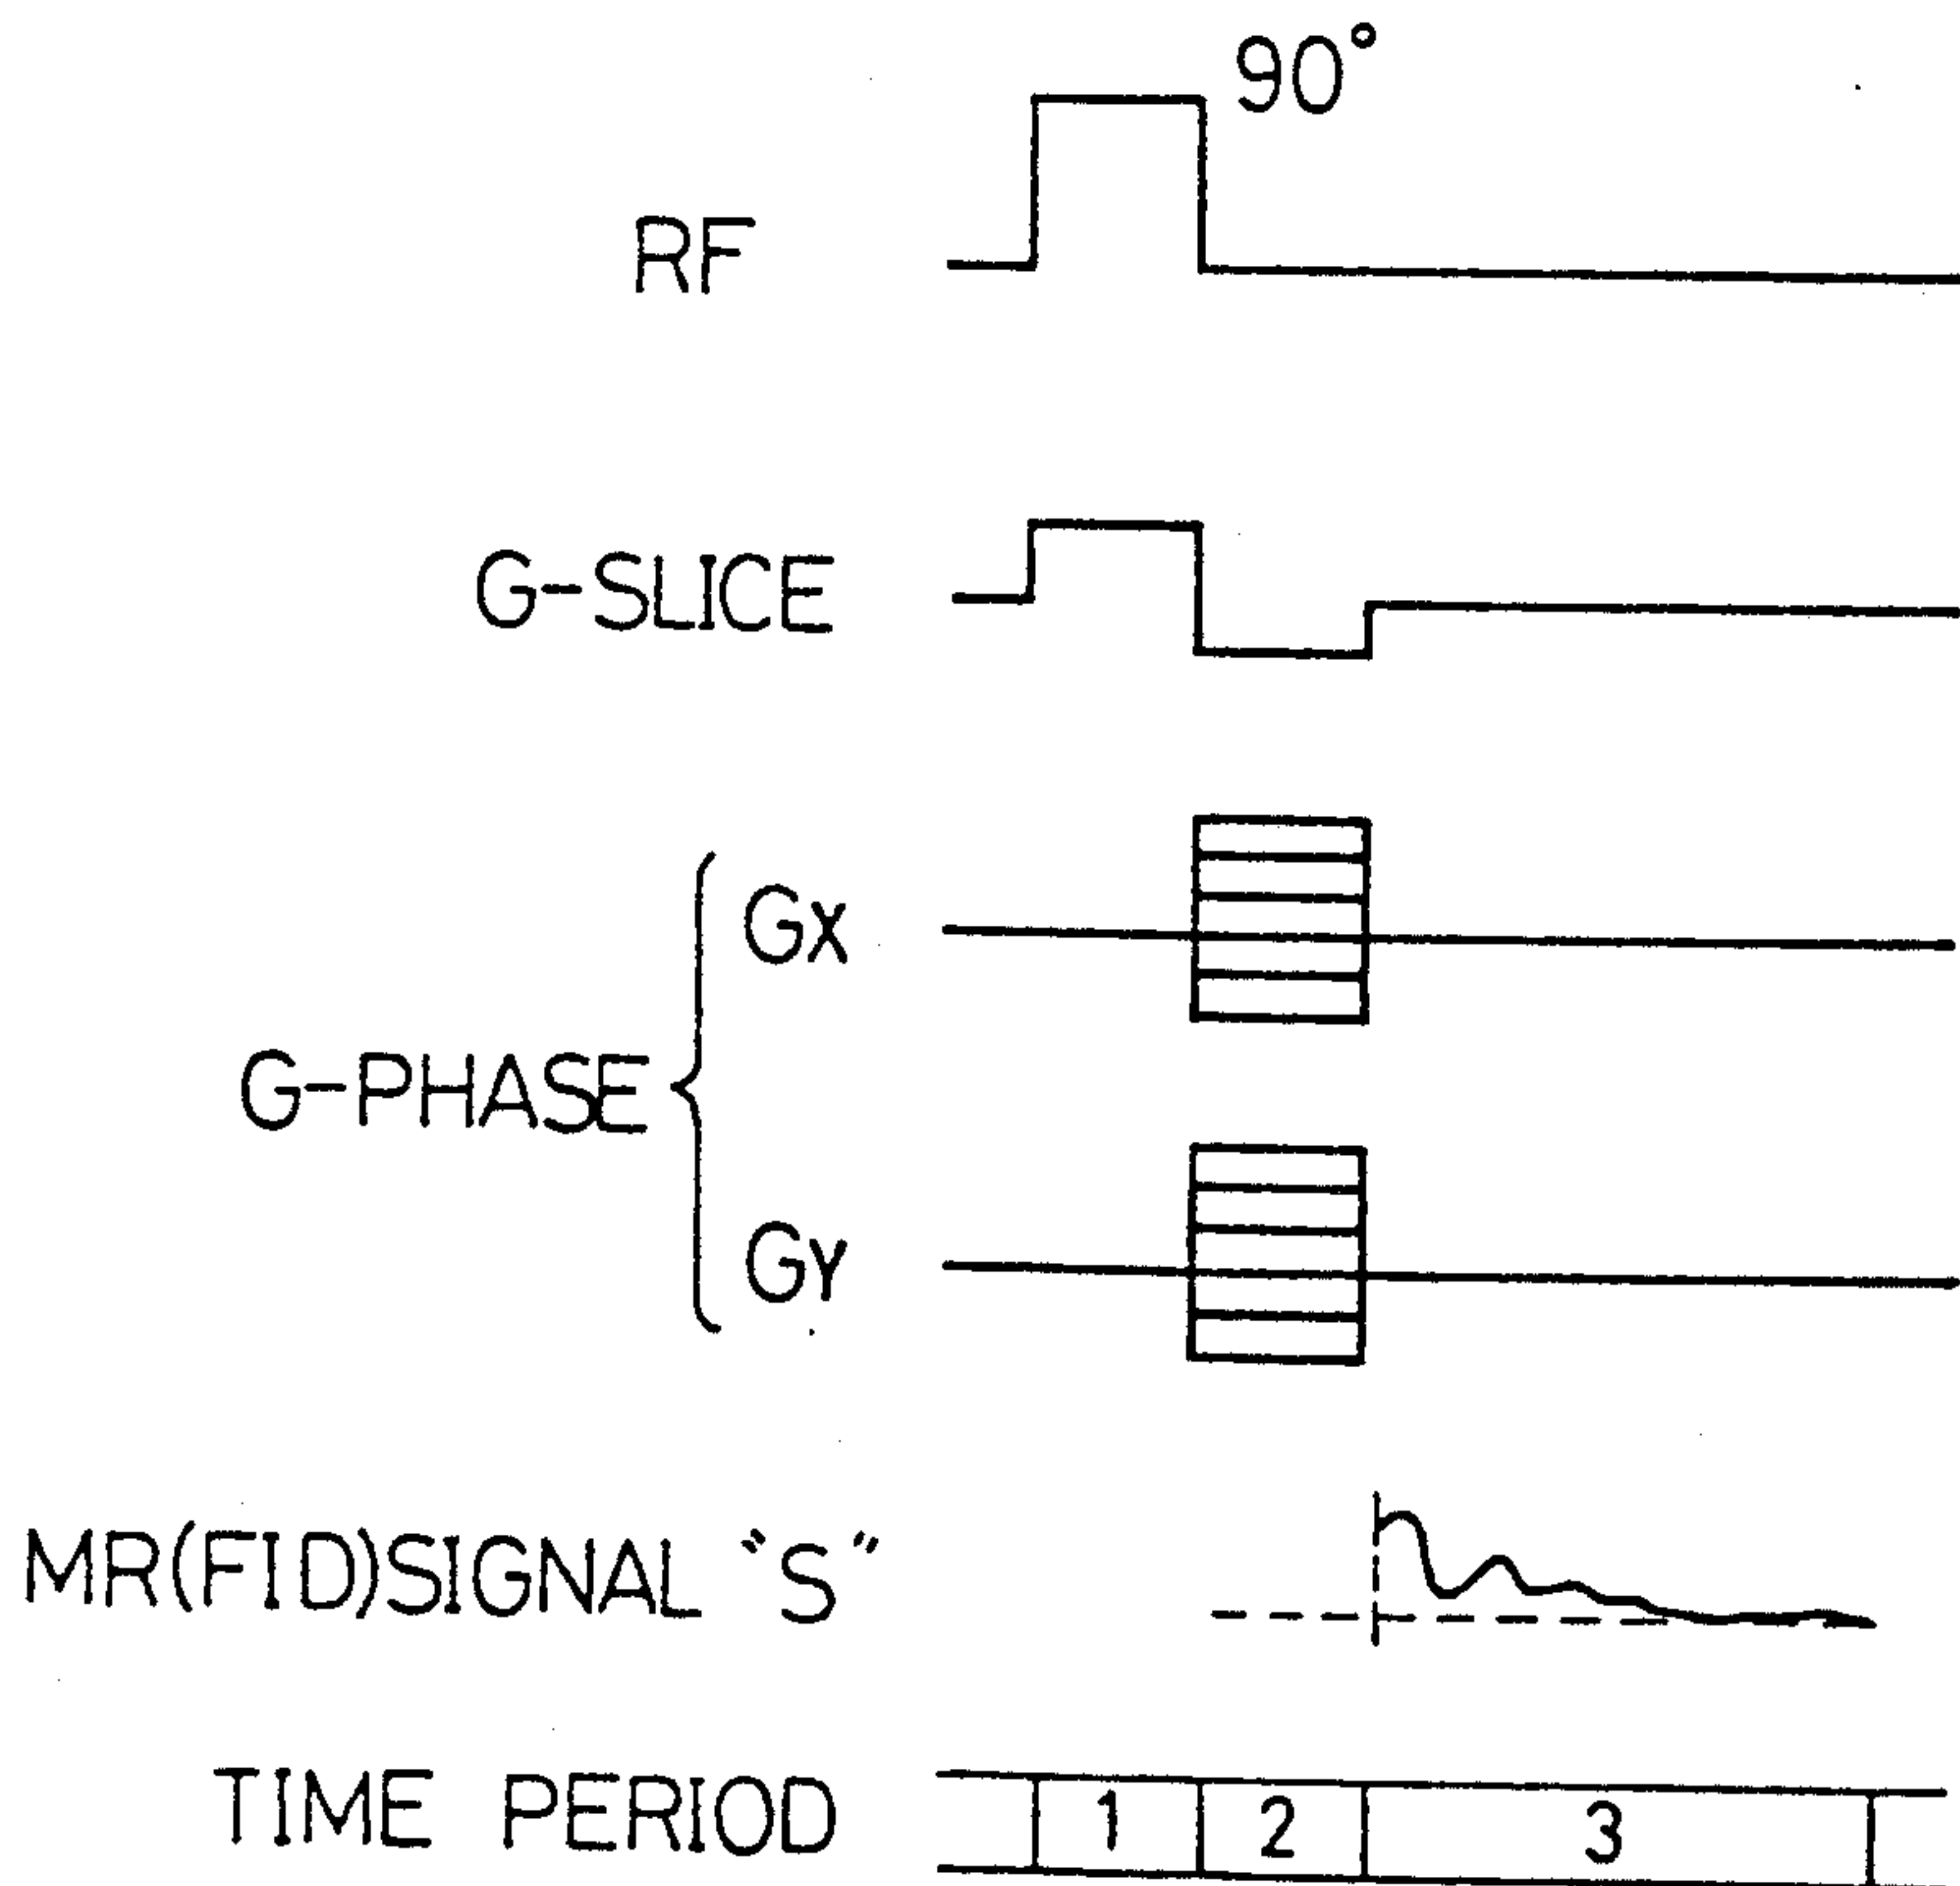 90°
RF
G-SLICE
GX
G-PHASE
GY
MR(FID)SIGNAL "S"
TIME PERIOD 1 2 3